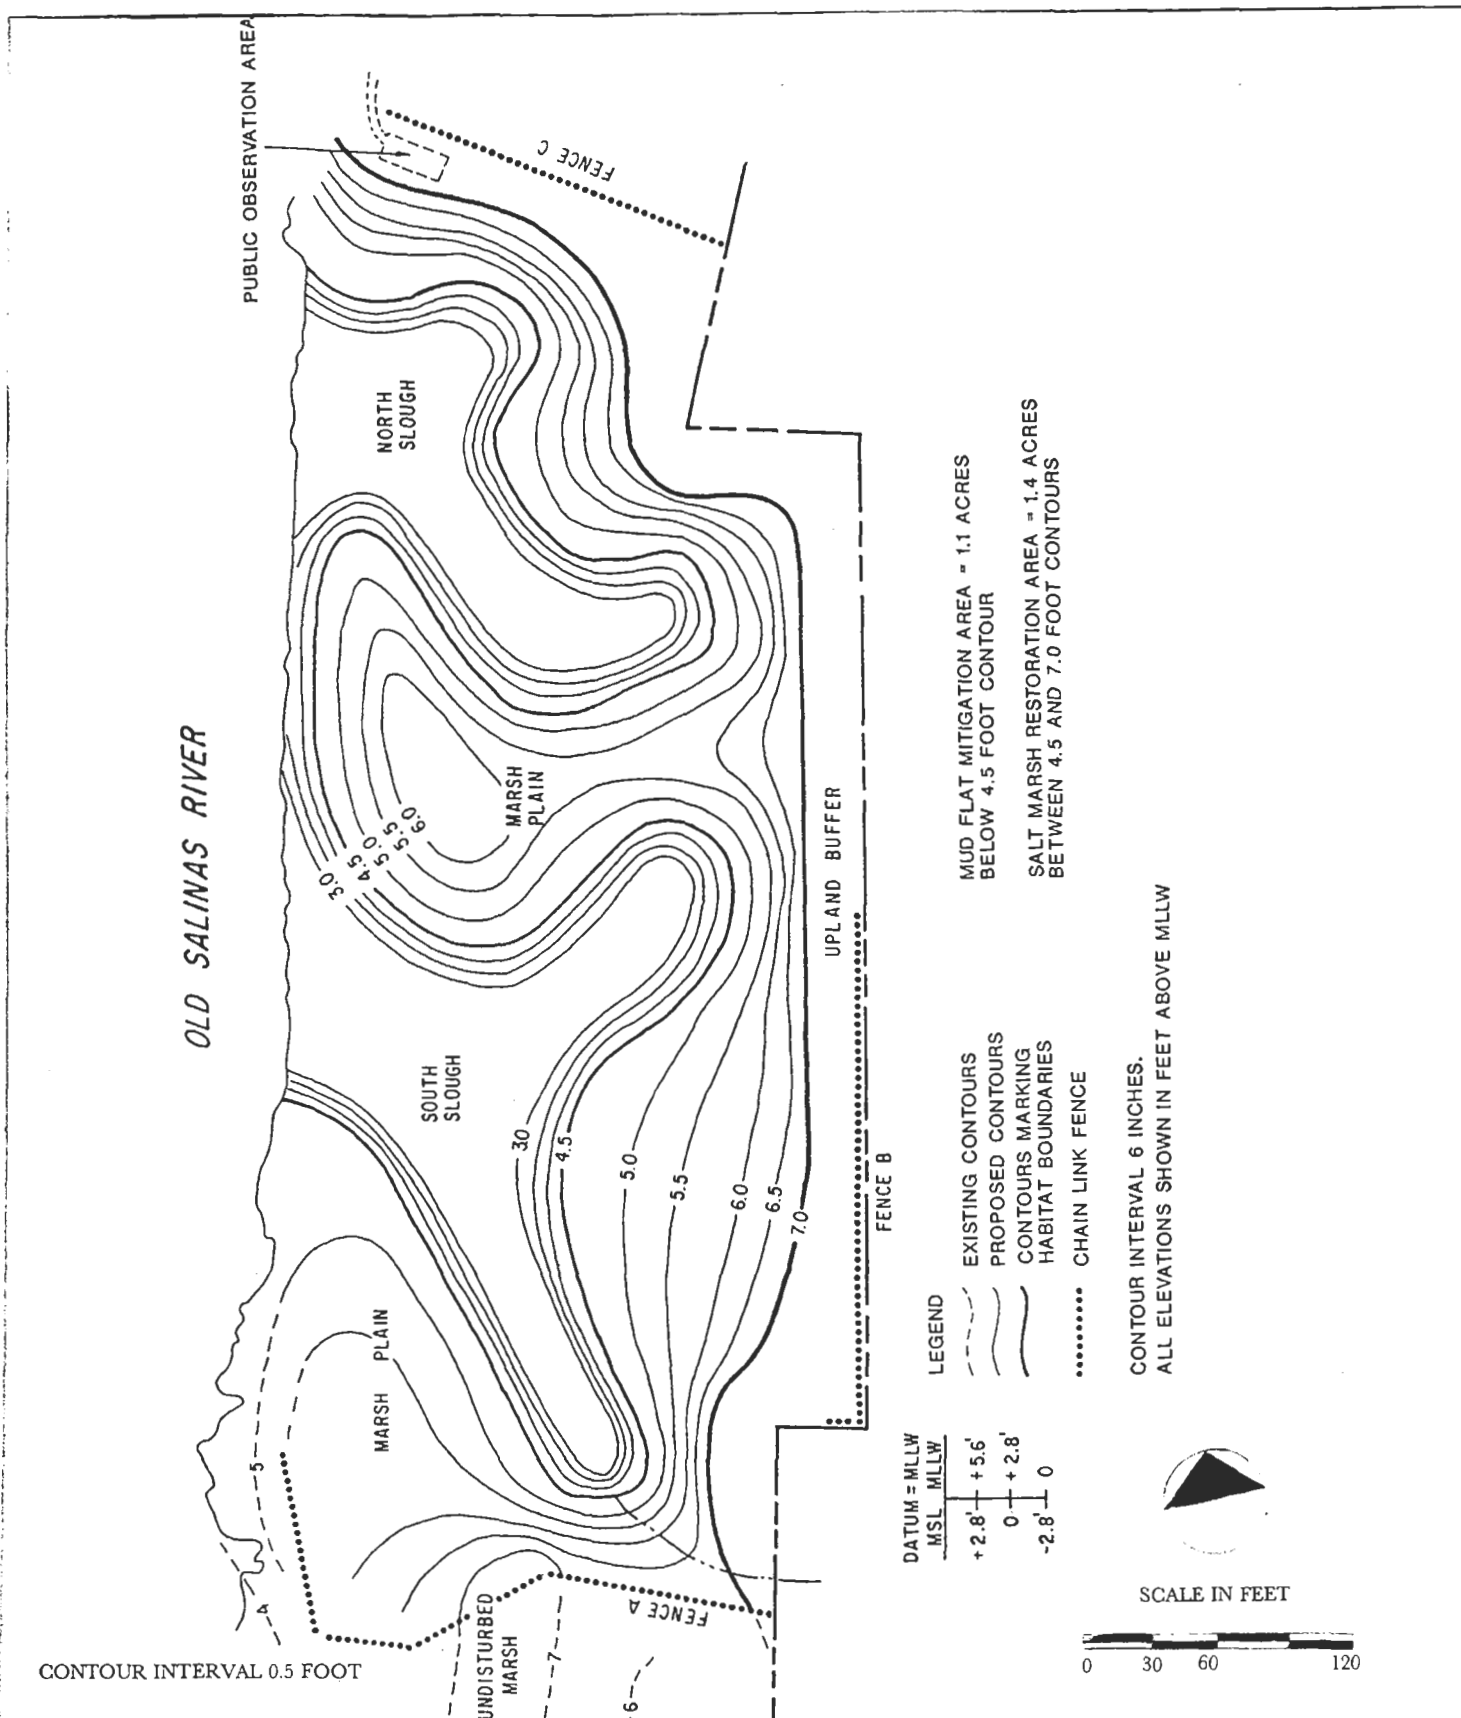 PUBLIC OBSERVATION AREA
FENCE C
NORTH
SLOUGH
OLD SALINAS RIVER
MARSH
PLAIN
3.0
4.5
5.0
5.5
6.0
UPLAND BUFFER
SOUTH
SLOUGH
3.0
4.5
5.0
5.5
6.0
6.5
7.0
FENCE B
MARSH PLAIN
5
4
FENCE A
UNDISTURBED
MARSH
7
6
MUD FLAT MITIGATION AREA = 1.1 ACRES
BELOW 4.5 FOOT CONTOUR
SALT MARSH RESTORATION AREA = 1.4 ACRES
BETWEEN 4.5 AND 7.0 FOOT CONTOURS
LEGEND
EXISTING CONTOURS
PROPOSED CONTOURS
CONTOURS MARKING
HABITAT BOUNDARIES
CHAIN LINK FENCE
CONTOUR INTERVAL 6 INCHES.
ALL ELEVATIONS SHOWN IN FEET ABOVE MLLW
DATUM = MLLW
MSL MLLW
+2.8' +5.6'
0 +2.8'
-2.8' 0
SCALE IN FEET
0 30 60 120
CONTOUR INTERVAL 0.5 FOOT